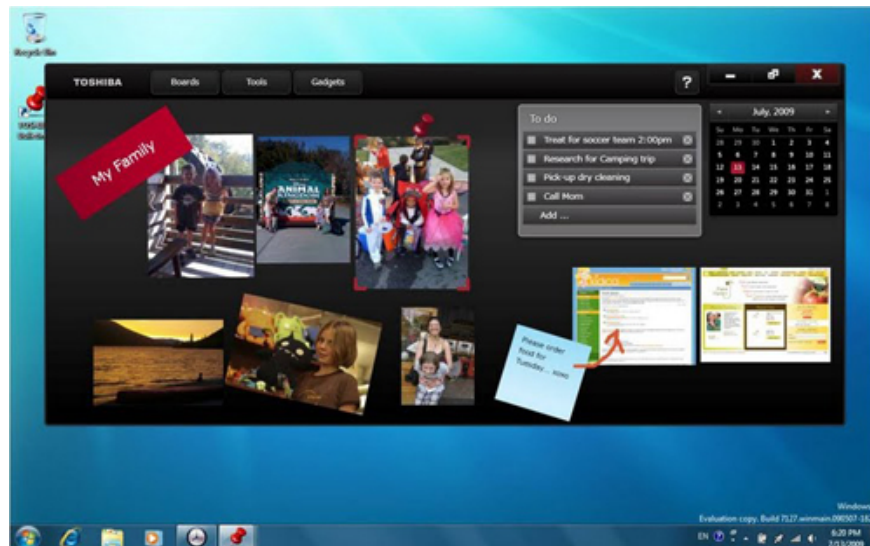 Recycle Bin
TOSHIBA
Boards
Tools
Gadgets
?
X
My Family
ANIMAL
KINGDOM
To do
Treat for soccer team 2:00pm
Research for Camping trip
Pick-up dry cleaning
Call Mom
Add ...
July, 2009
Su Mo Tu We Th Fr Sa
28 29 30 1 2 3 4
5 6 7 8 9 10 11
12 13 14 15 16 17 18
19 20 21 22 23 24 25
26 27 28 29 30 31 1
2 3 4 5 6 7 8
Please order
food for
Tuesday... xoxo
Windows
Evaluation copy. Build 7127.winmain.090507-18
EN
6:20 PM
7/13/2009